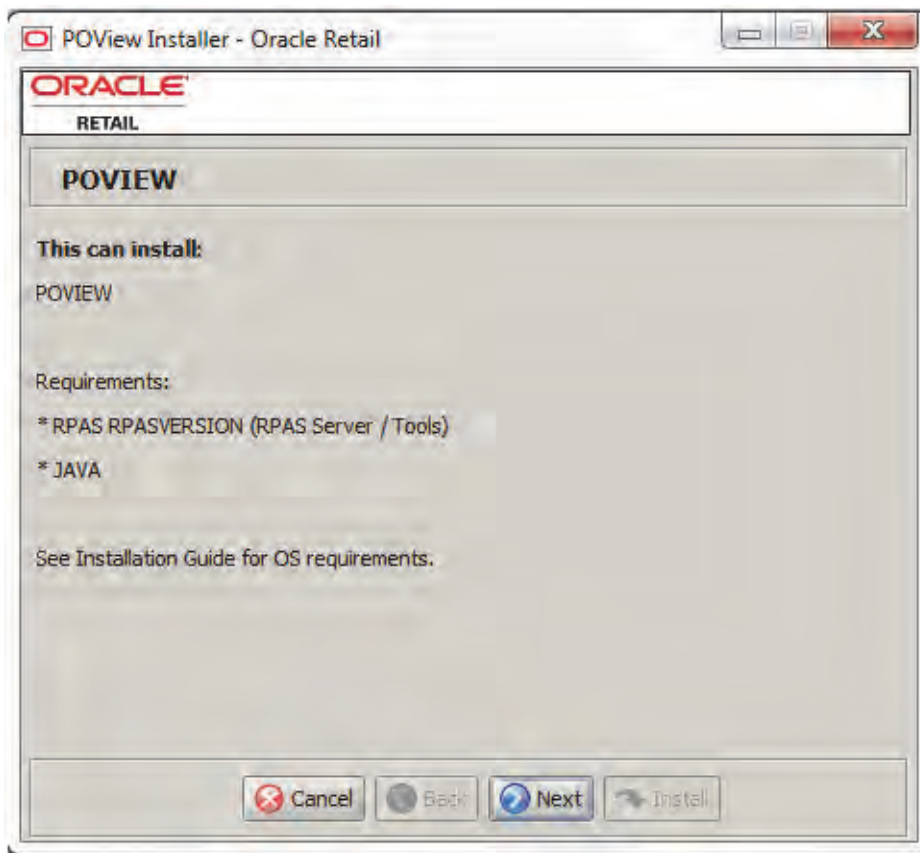 POView Installer - Oracle Retail
ORACLE
RETAIL
POVIEW
This can install:
POVIEW
Requirements:
* RPAS RPASVERSION (RPAS Server / Tools)
* JAVA
See Installation Guide for OS requirements.
Cancel Back Next Install